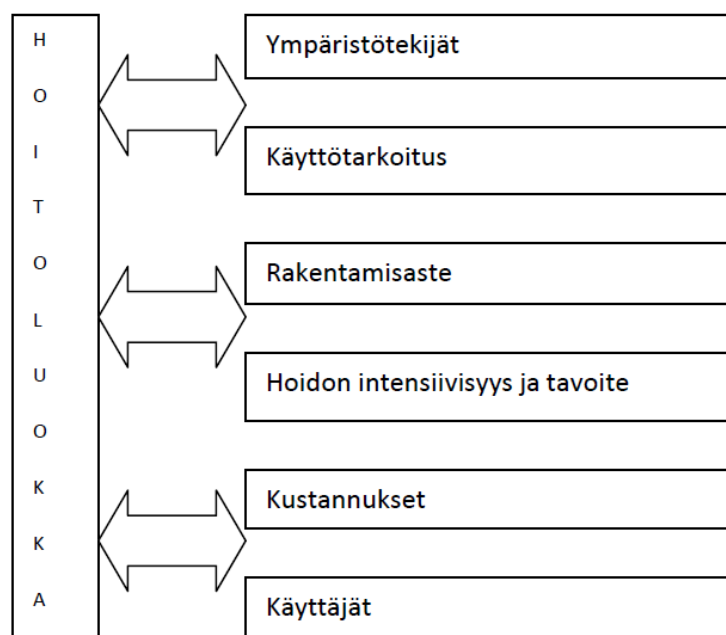 H
O
I
T
O
L
U
O
K
K
A
Ympäristötekijät
Käyttötarkoitus
Rakentamisaste
Hoidon intensiivisyys ja tavoite
Kustannukset
Käyttäjät